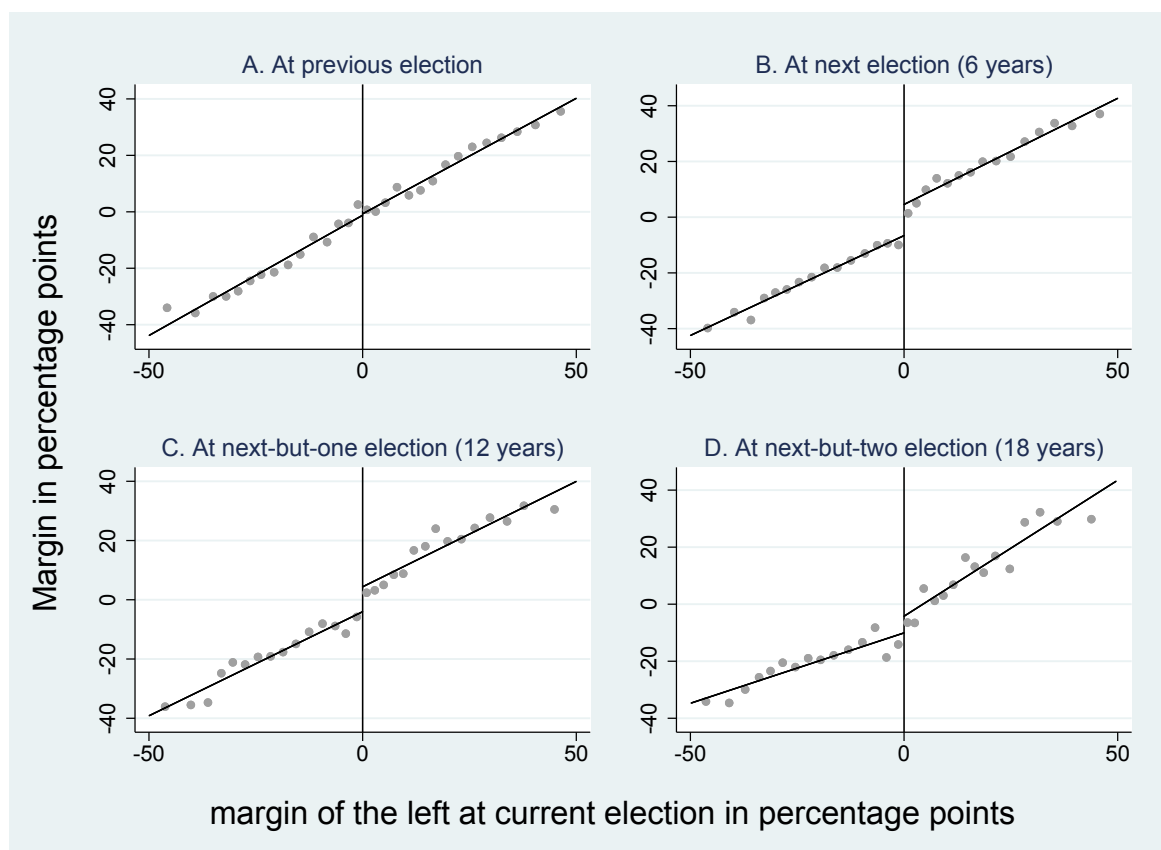 A. At previous election
40
20
0
-20
-40
-50 0 50
B. At next election (6 years)
40
20
0
-20
-40
-50 0 50
C. At next-but-one election (12 years)
40
20
0
-20
-40
-50 0 50
D. At next-but-two election (18 years)
40
20
0
-20
-40
-50 0 50
Margin in percentage points
margin of the left at current election in percentage points